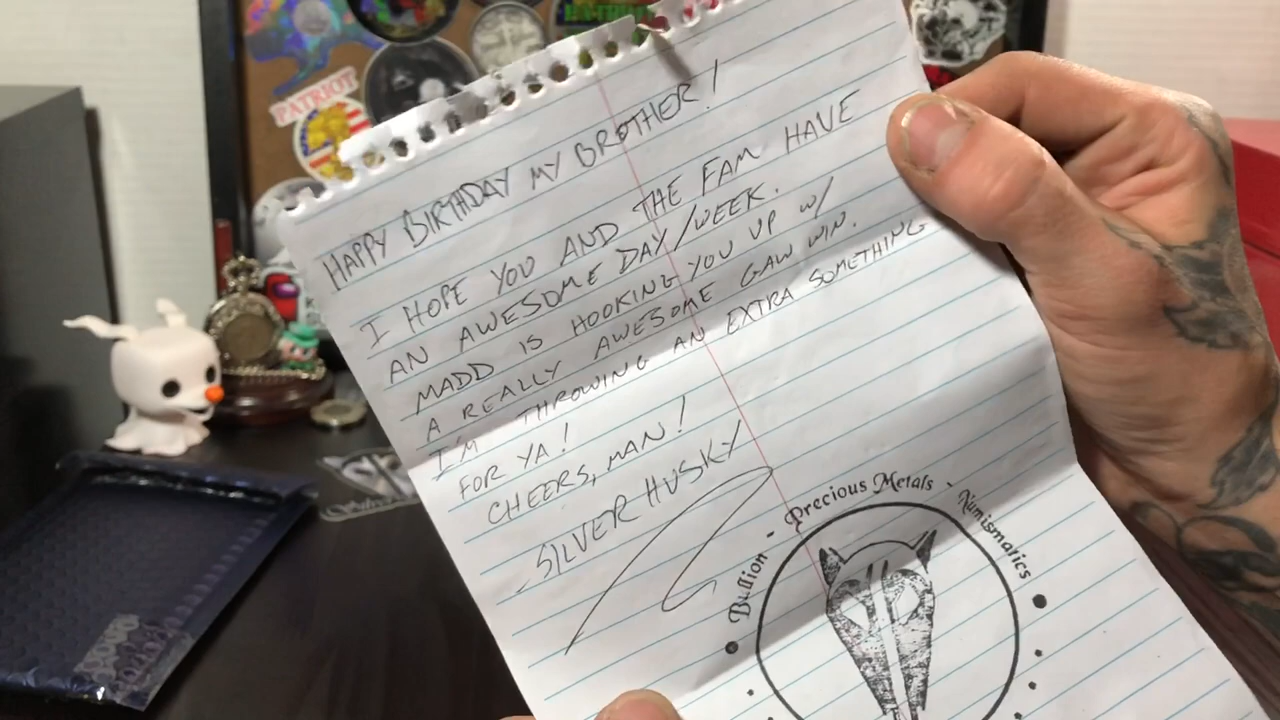 PATRIOT
HAPPY BIRTHDAY MY BROTHER!
I HOPE YOU AND THE FAM HAVE
AN AWESOME DAY/WEEK.
MADD IS HOOKING YOU UP W/
A REALLY AWESOME GAW WIN.
I'M THROWING AN EXTRA SOMETHING
FOR YA!
CHEERS, MAN!
SILVER HUSKY
Bullion - Precious Metals - Numismatics